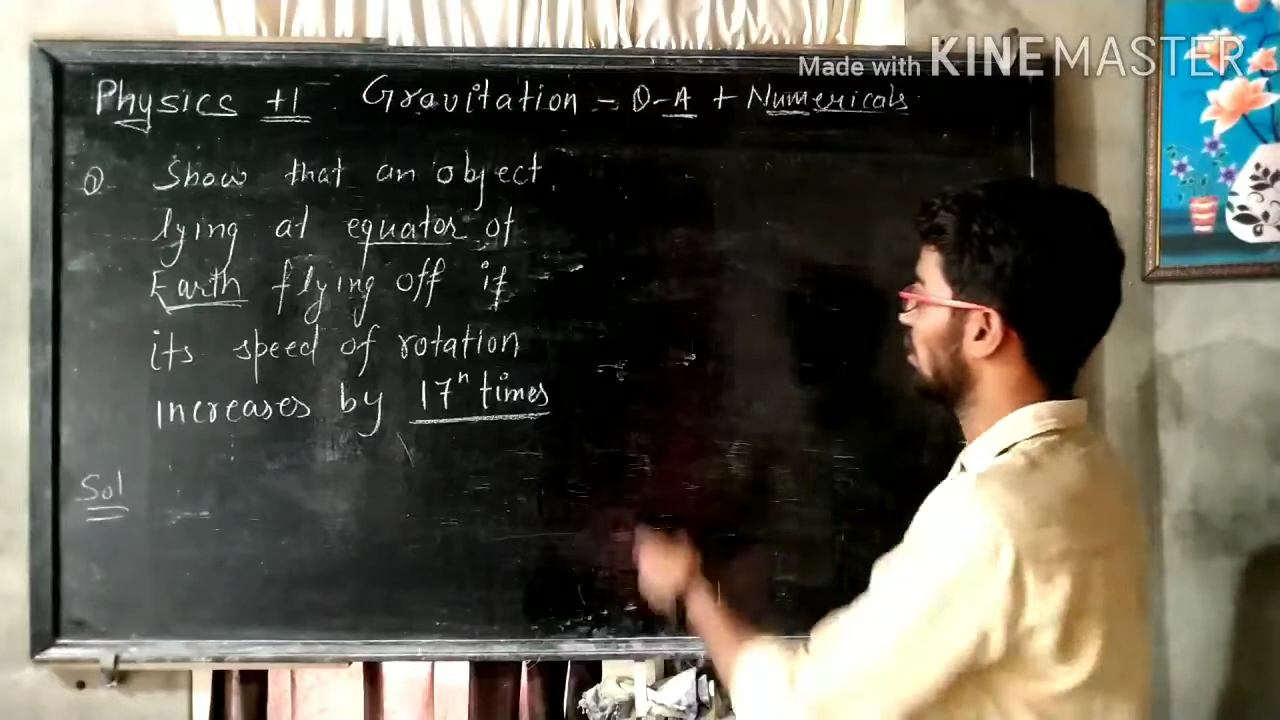 Made with KINEMASTER
Physics +1 Gravitation - Q-A + Numericals
Q Show that an object
lying at equator of
Earth flying off if
its speed of rotation
increases by 17ⁿ times
Sol